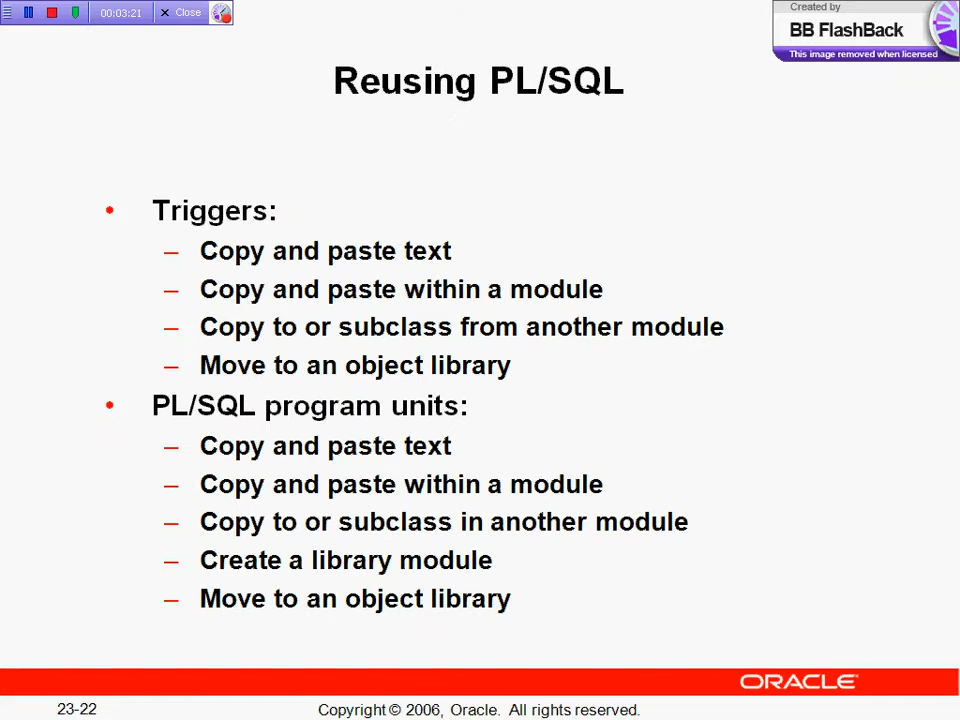 00:03:21 Close
Created by
BB FlashBack
This image removed when licensed
Reusing PL/SQL
• Triggers:
– Copy and paste text
– Copy and paste within a module
– Copy to or subclass from another module
– Move to an object library
• PL/SQL program units:
– Copy and paste text
– Copy and paste within a module
– Copy to or subclass in another module
– Create a library module
– Move to an object library
ORACLE
23-22
Copyright © 2006, Oracle. All rights reserved.